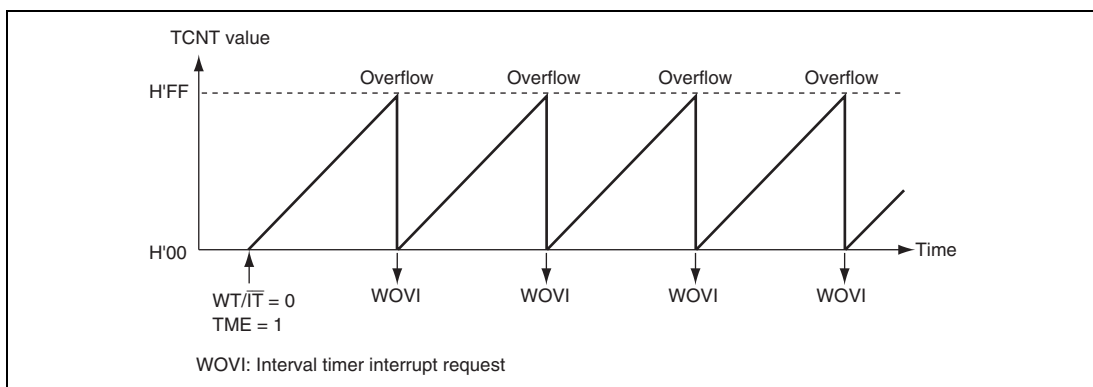 TCNT value
Overflow Overflow Overflow Overflow
H'FF
H'00
Time
WT/I̅T̅ = 0
TME = 1
WOVI WOVI WOVI WOVI
WOVI: Interval timer interrupt request